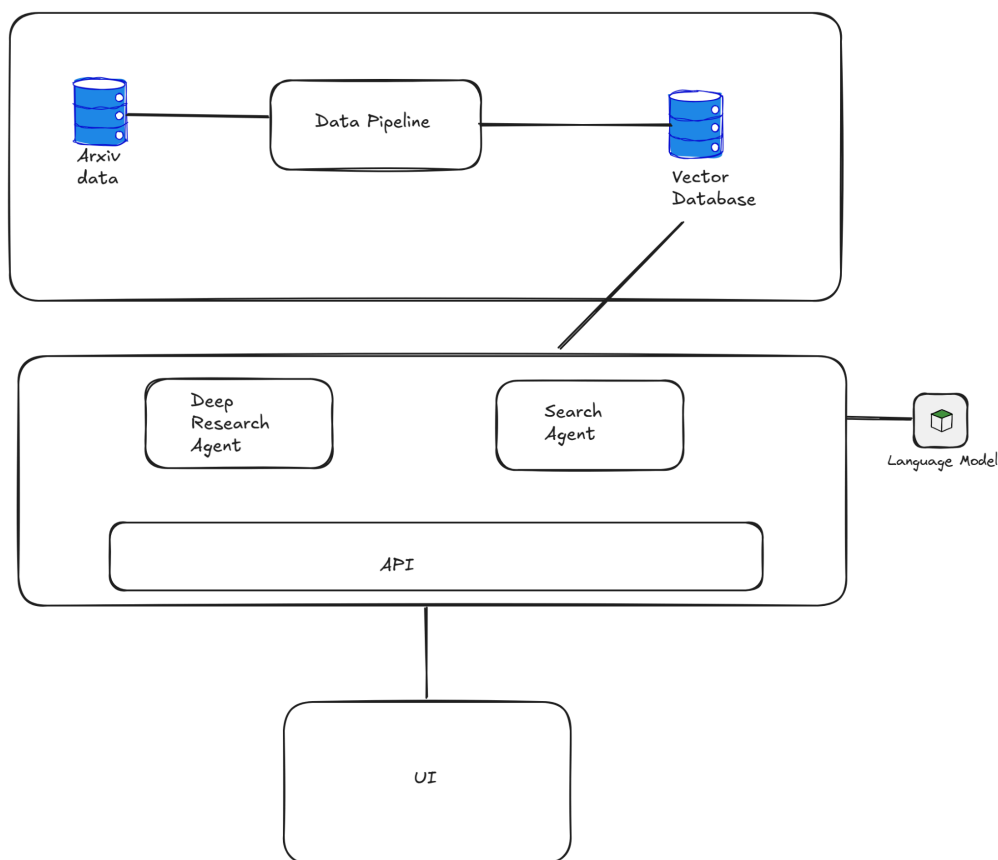 Data Pipeline
Arxiv
data
Vector
Database
Deep
Research
Agent
Search
Agent
Language Model
API
UI